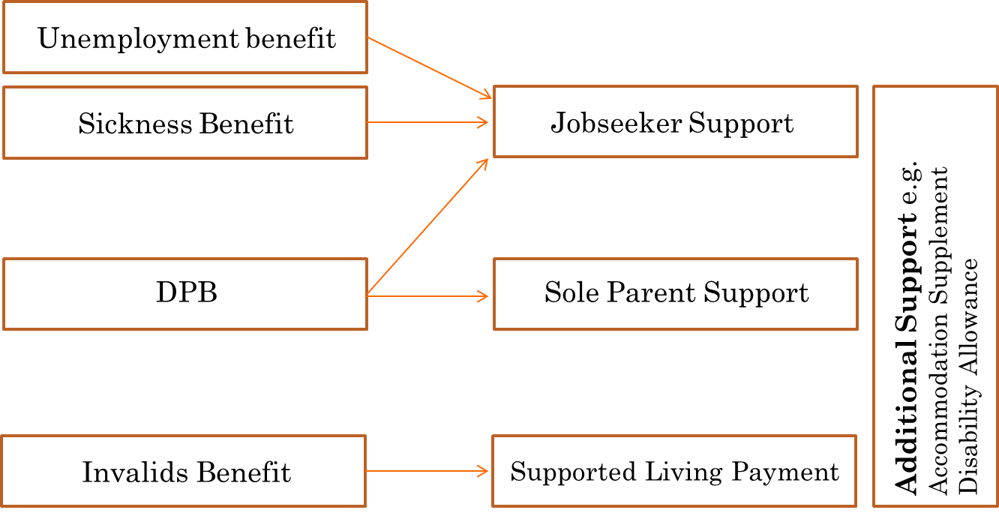 Unemployment benefit
Sickness Benefit
Jobseeker Support
DPB
Sole Parent Support
Invalids Benefit
Supported Living Payment
Additional Support e.g.
Accommodation Supplement
Disability Allowance